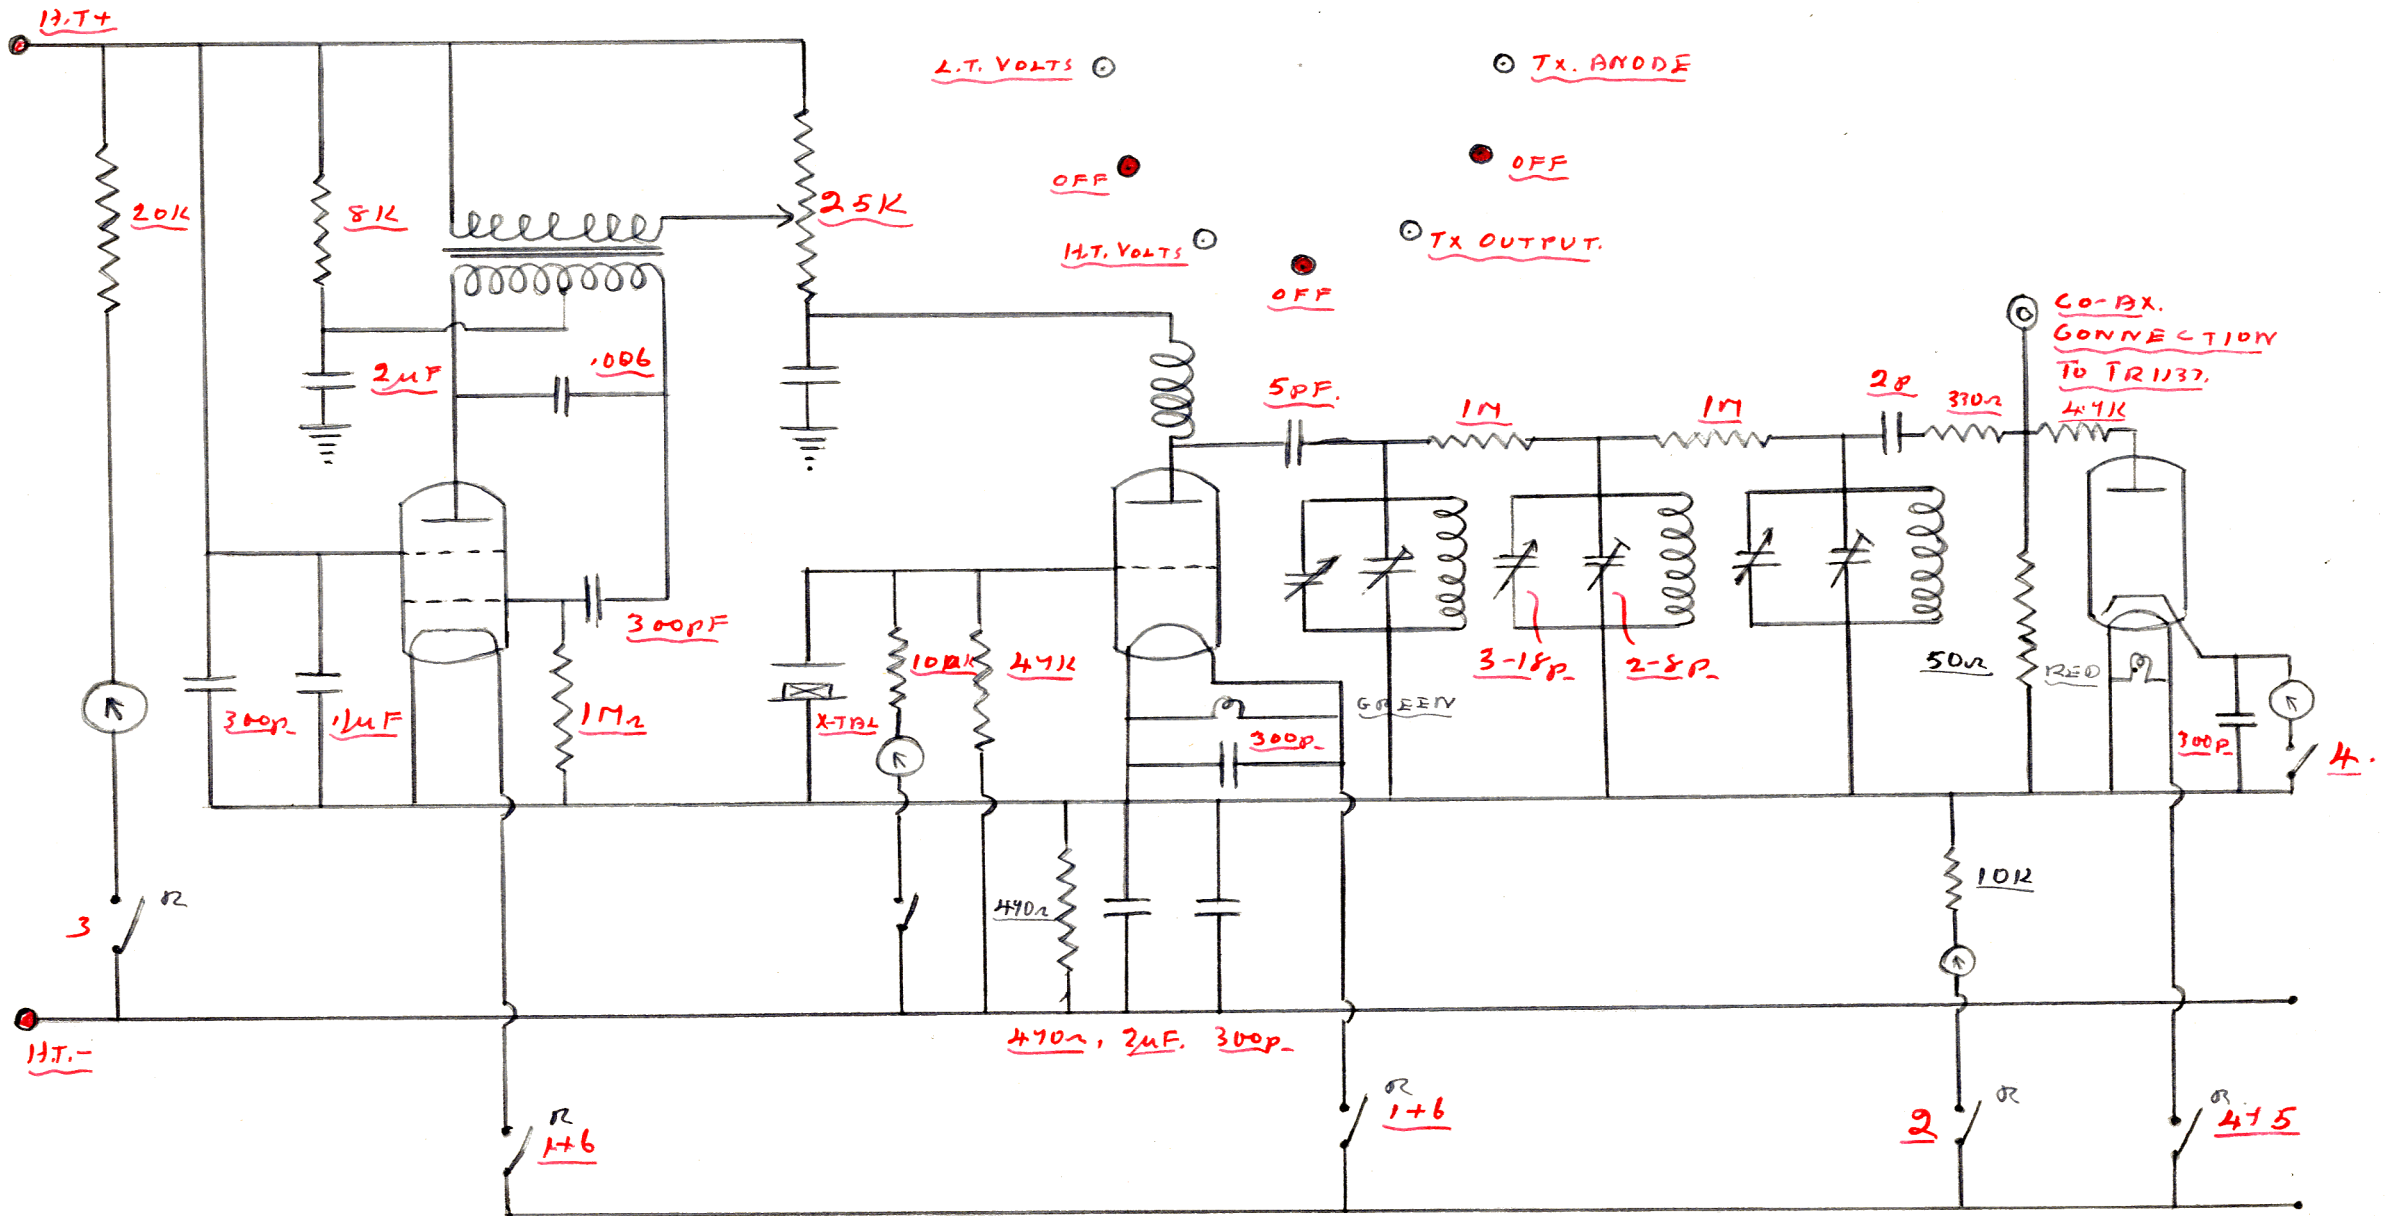 H.T+
L.T. VOLTS
TX. ANODE
OFF
OFF
20K
8K
25K
H.T. VOLTS
TX OUTPUT.
OFF
CO-AX.
CONNECTION
TO TR1137.
2µF
.006
5PF.
1M
1M
2P
330Ω
4.7K
300PF
3-18P
2-8P
50Ω
RED
300P
.1µF
1MΩ
X-TAL
100K
47K
GREEN
300P
300P
4.
3
R
470Ω
10K
H.T.-
470Ω, 2µF. 300P
R
1+6
R
1+6
2
R
R
4+5